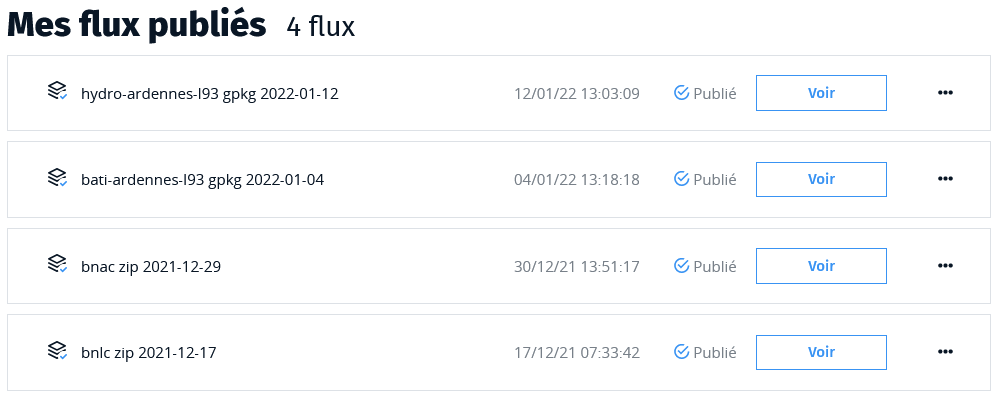 Mes flux publiés 4 flux
hydro-ardennes-l93 gpkg 2022-01-12 12/01/22 13:03:09 Publié Voir
bati-ardennes-l93 gpkg 2022-01-04 04/01/22 13:18:18 Publié Voir
bnac zip 2021-12-29 30/12/21 13:51:17 Publié Voir
bnlc zip 2021-12-17 17/12/21 07:33:42 Publié Voir